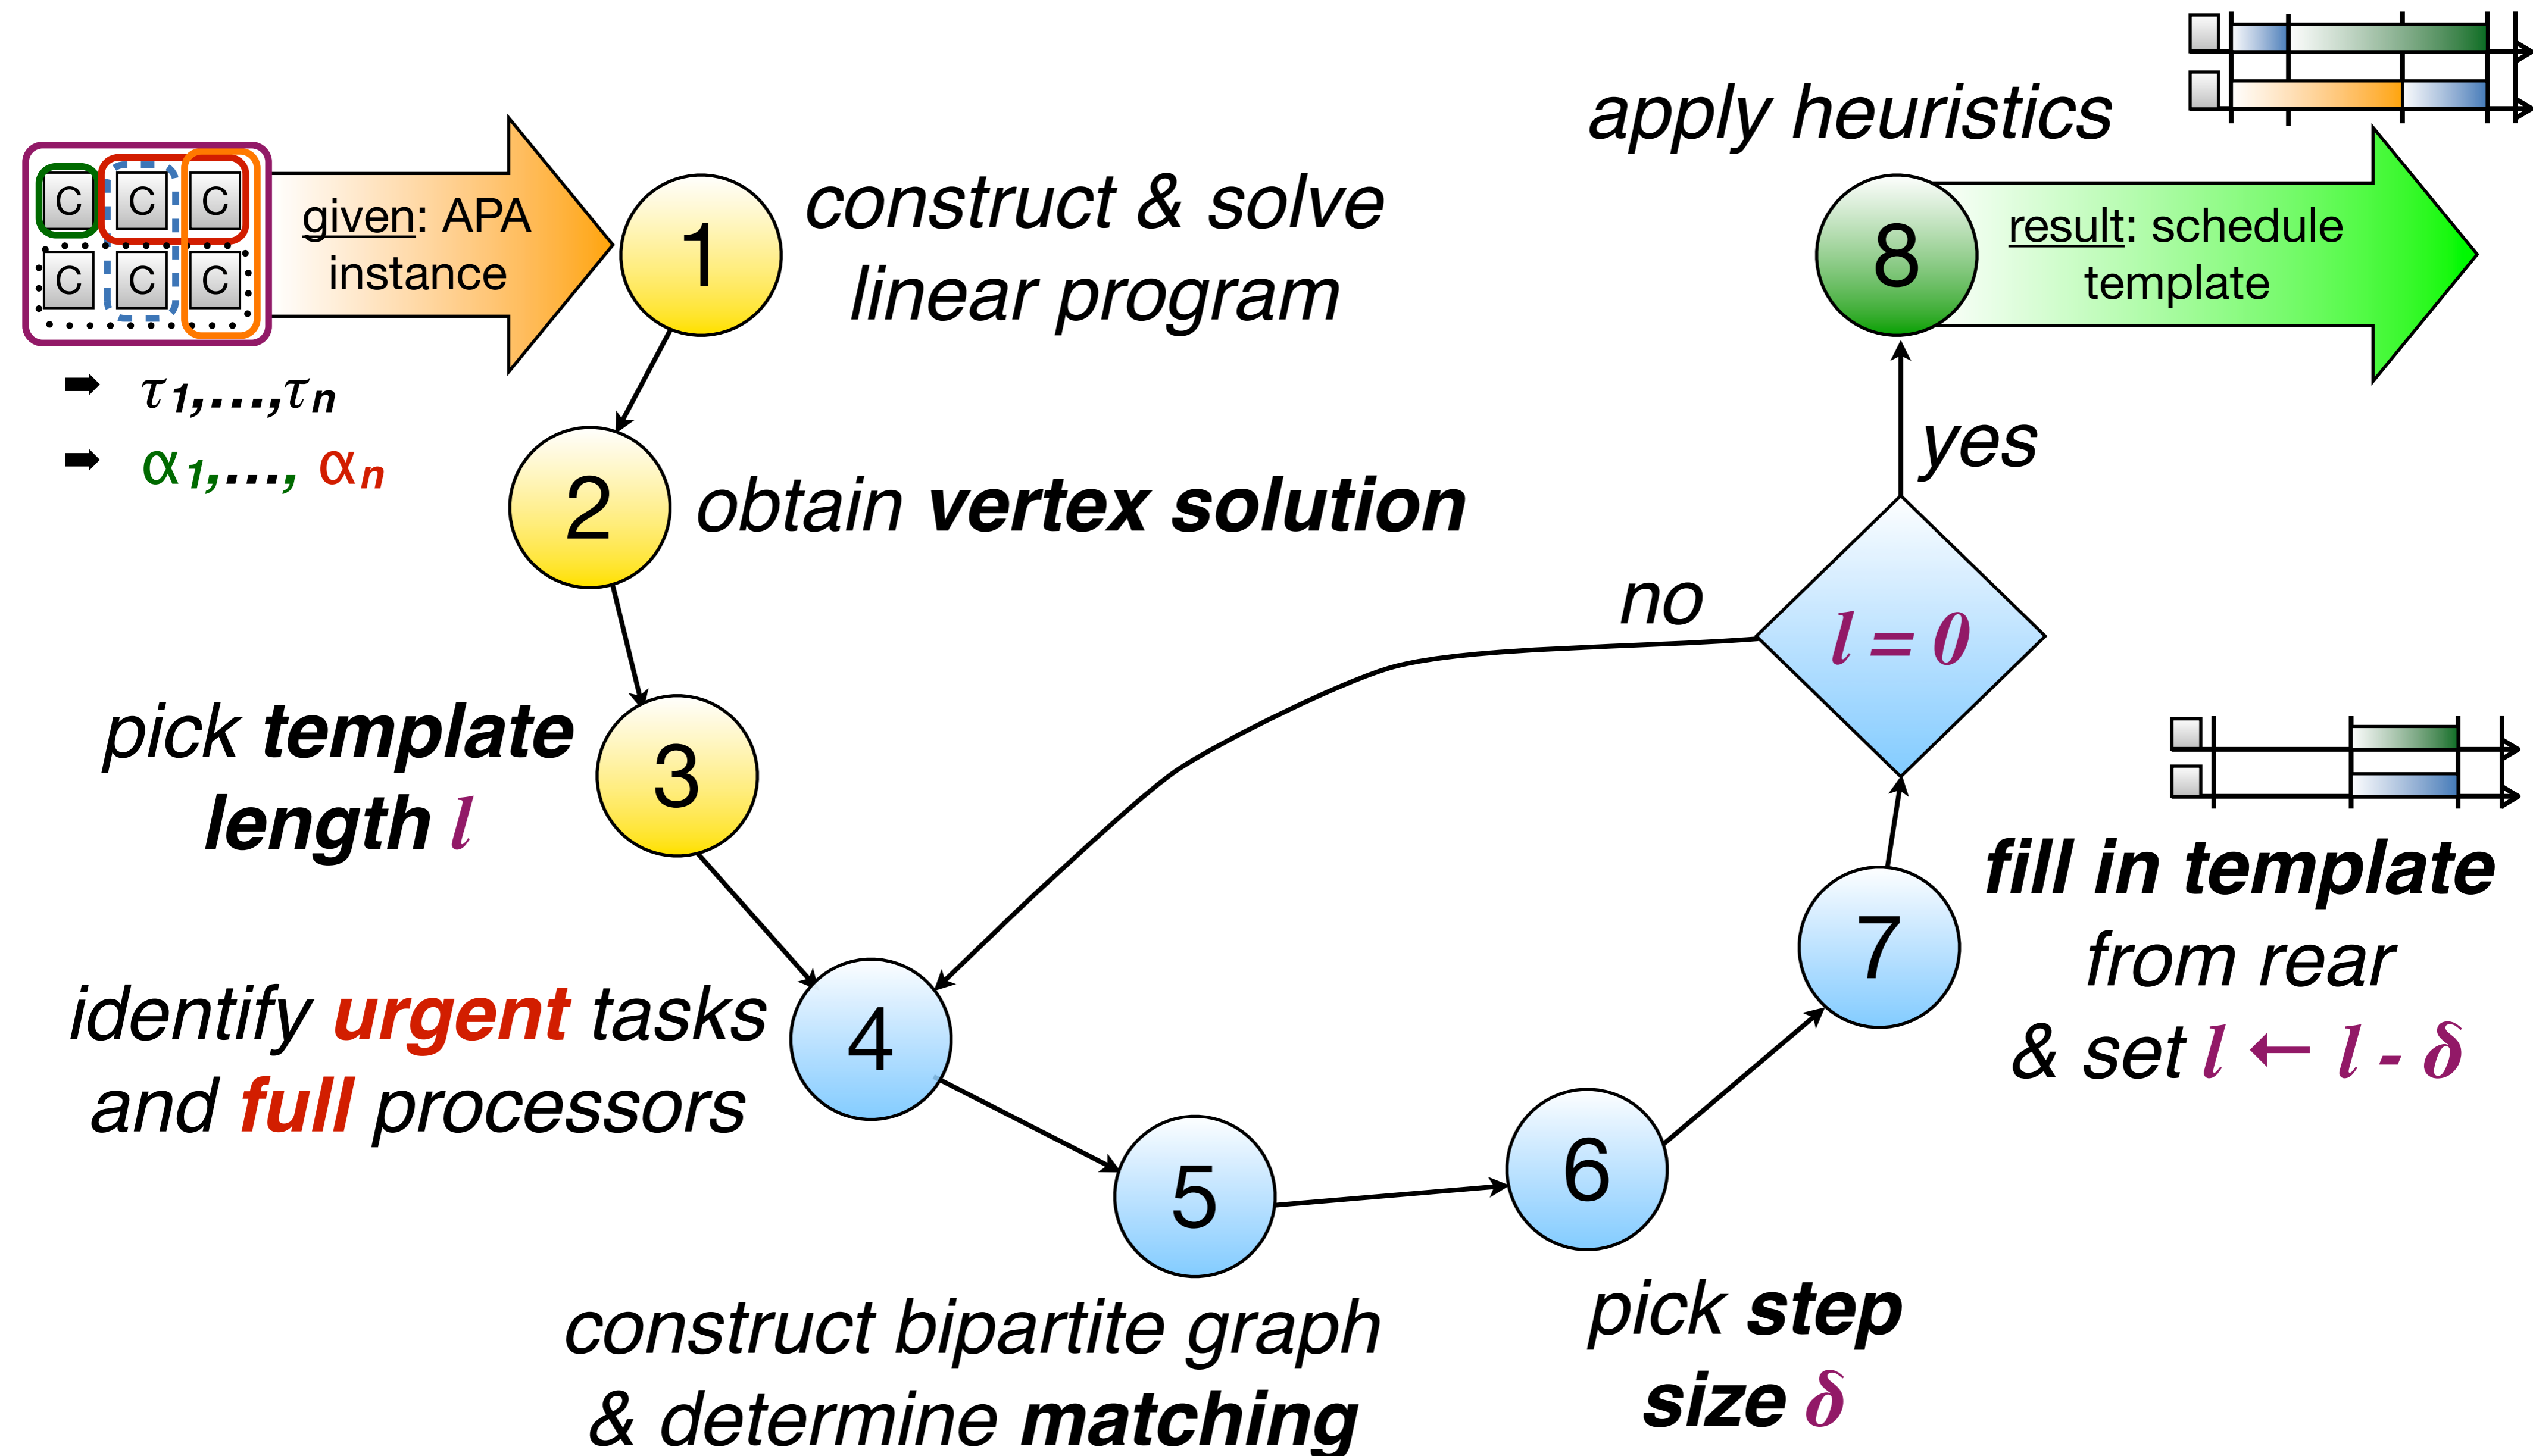 C C C
C C C
given: APA
instance
➡ τ1,...,τn
➡ α1,..., αn
1
construct & solve
linear program
2
obtain vertex solution
3
pick template
length l
4
identify urgent tasks
and full processors
5
construct bipartite graph
& determine matching
6
pick step
size δ
7
fill in template
from rear
& set l ← l - δ
l = 0
no
yes
8
apply heuristics
result: schedule
template